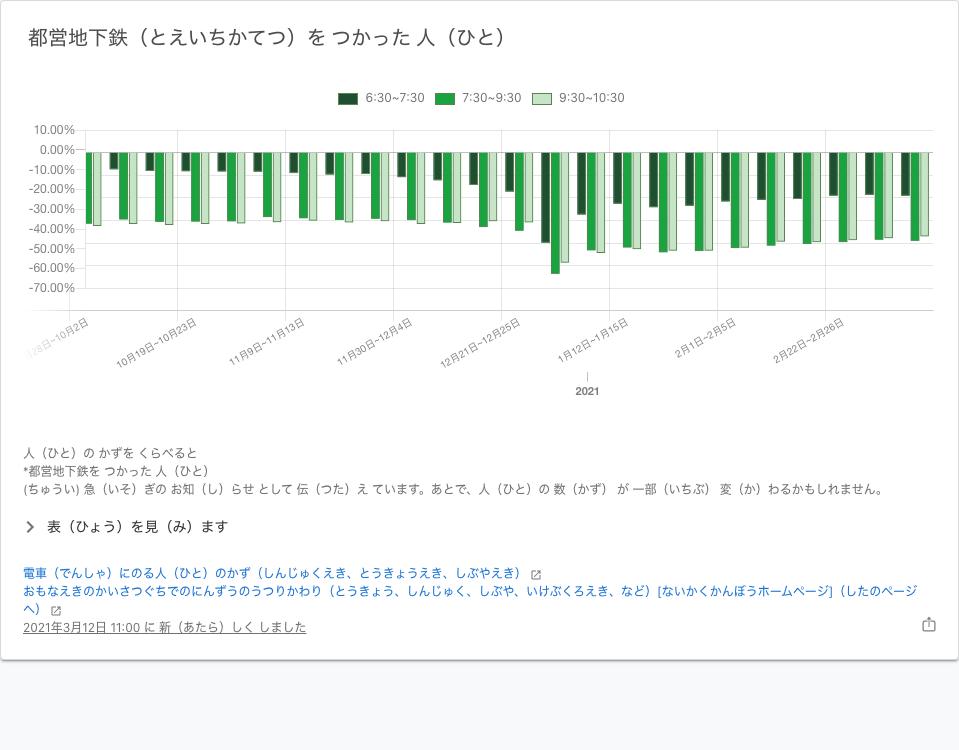 都営地下鉄（とえいちかてつ）を つかった 人（ひと）
6:30~7:30 7:30~9:30 9:30~10:30
10.00%
0.00%
-10.00%
-20.00%
-30.00%
-40.00%
-50.00%
-60.00%
-70.00%
28日~10月2日 10月19日~10月23日 11月9日~11月13日 11月30日~12月4日 12月21日~12月25日 1月12日~1月15日 2月1日~2月5日 2月22日~2月26日
2021
人（ひと）の かずを くらべると
*都営地下鉄を つかった 人（ひと）
(ちゅうい) 急（いそ）ぎの お知（し）らせ として 伝（つた）え ています。あとで、人（ひと）の 数（かず） が 一部（いちぶ） 変（か）わるかもしれません。
表（ひょう）を見（み）ます
電車（でんしゃ）にのる人（ひと）のかず（しんじゅくえき、とうきょうえき、しぶやえき）
おもなえきのかいさつぐちでのにんずうのうつりかわり（とうきょう、しんじゅく、しぶや、いけぶくろえき、など）[ないかくかんぼうホームページ]（したのページ
へ）
2021年3月12日 11:00 に 新（あたら）しく しました